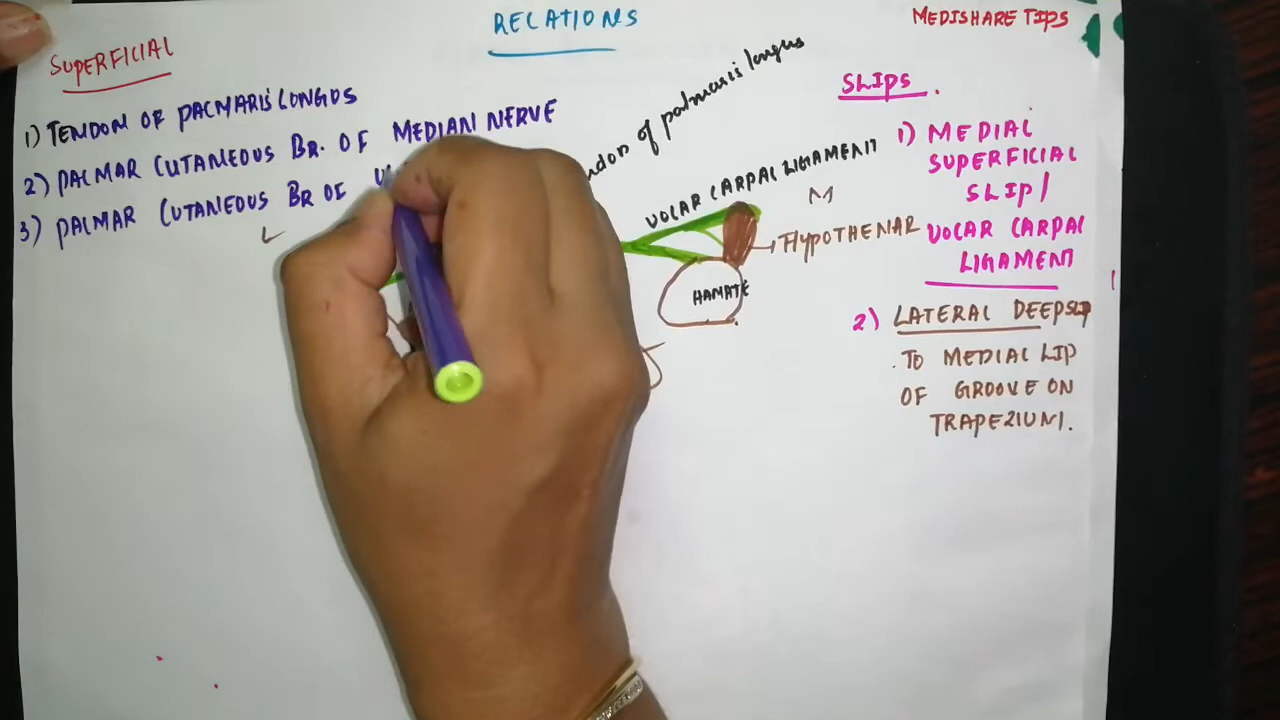 RELATIONS
MEDISHARE TIPS
SUPERFICIAL
1) TENDON OF PALMARIS LONGUS
2) PALMAR CUTANEOUS BR. OF MEDIAN NERVE
3) PALMAR CUTANEOUS BR OF
L
of palmaris longus
VOLAR CARPAL LIGAMENT
M
HYPOTHENAR
HAMATE
SLIPS
1) MEDIAL
SUPERFICIAL
SLIP/
VOLAR CARPAL
LIGAMENT
2) LATERAL DEEP SLIP
TO MEDIAL LIP
OF GROOVE ON
TRAPEZIUM.